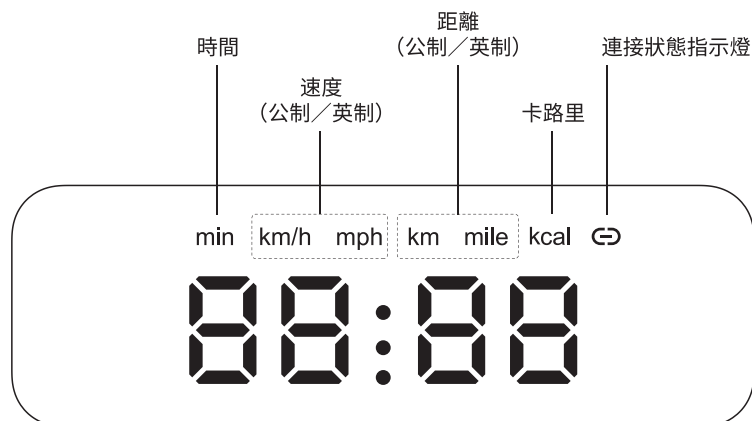 距離
時間
（公制／英制）
連接狀態指示燈
速度
（公制／英制）
卡路里
min km/h mph km mile kcal
88:88